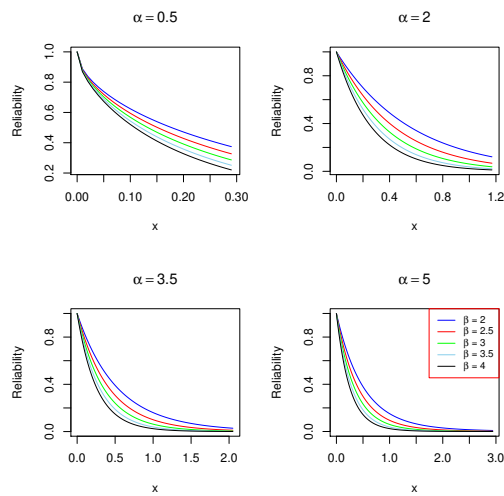 α = 0.5
Reliability
1.0
0.8
0.6
0.4
0.2
0.00
0.10
0.20
0.30
x
α = 2
Reliability
0.8
0.4
0.0
0.0
0.4
0.8
1.2
x
α = 3.5
Reliability
0.8
0.4
0.0
0.0
0.5
1.0
1.5
2.0
x
α = 5
Reliability
0.8
0.4
0.0
0.0
1.0
2.0
3.0
x
β = 2
β = 2.5
β = 3
β = 3.5
β = 4